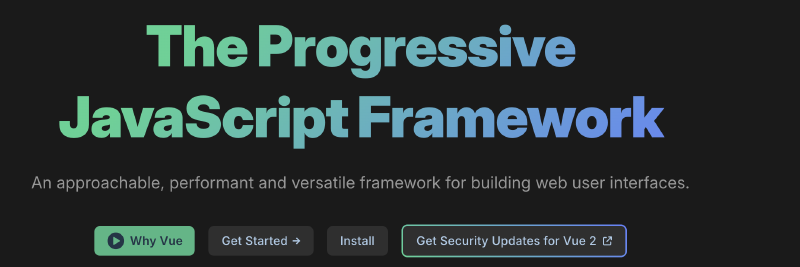 The Progressive
JavaScript Framework
An approachable, performant and versatile framework for building web user interfaces.
Why Vue Get Started → Install Get Security Updates for Vue 2